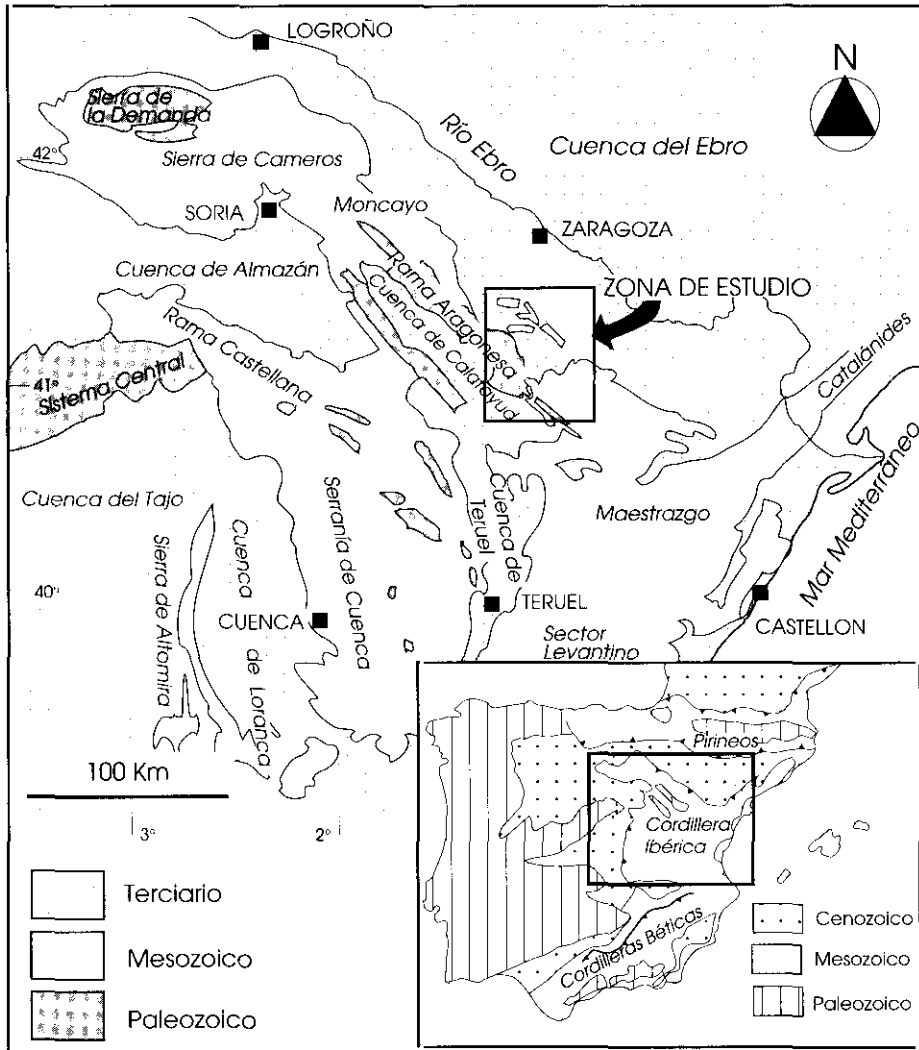 LOGROÑO
N
Sierra de
la Demanda
Río Ebro
Cuenca del Ebro
42°
Sierra de Cameros
SORIA
Moncayo
ZARAGOZA
Cuenca de Almazán
Rama Aragonesa
ZONA DE ESTUDIO
Cuenca de Calatayud
Rama Castellana
Catalánides
41°
Sistema Central
Mar Mediterráneo
Cuenca del Tajo
Serranía de Cuenca
Cuenca de
Teruel
Maestrazgo
Sierra de Altomira
Cuenca
de Loranca
40°
CUENCA
TERUEL
CASTELLON
Sector
Levantino
100 Km
3°
2°
Terciario
Mesozoico
Paleozoico
Pirineos
Cordillera
Ibérica
Cordilleras Béticas
Cenozoico
Mesozoico
Paleozoico